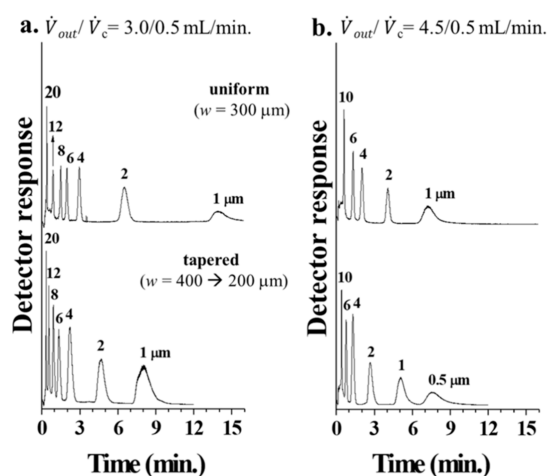 a. V̇out/ V̇c= 3.0/0.5 mL/min.
20
12
8
6
4
2
1 μm
uniform
(w = 300 μm)
20
12
8
6
4
2
1 μm
tapered
(w = 400 → 200 μm)
Detector response
0 3 6 9 12 15
Time (min.)
b. V̇out/ V̇c= 4.5/0.5 mL/min.
10
6
4
2
1 μm
10
6 4
2
1
0.5 μm
Detector response
0 3 6 9 12 15
Time (min.)